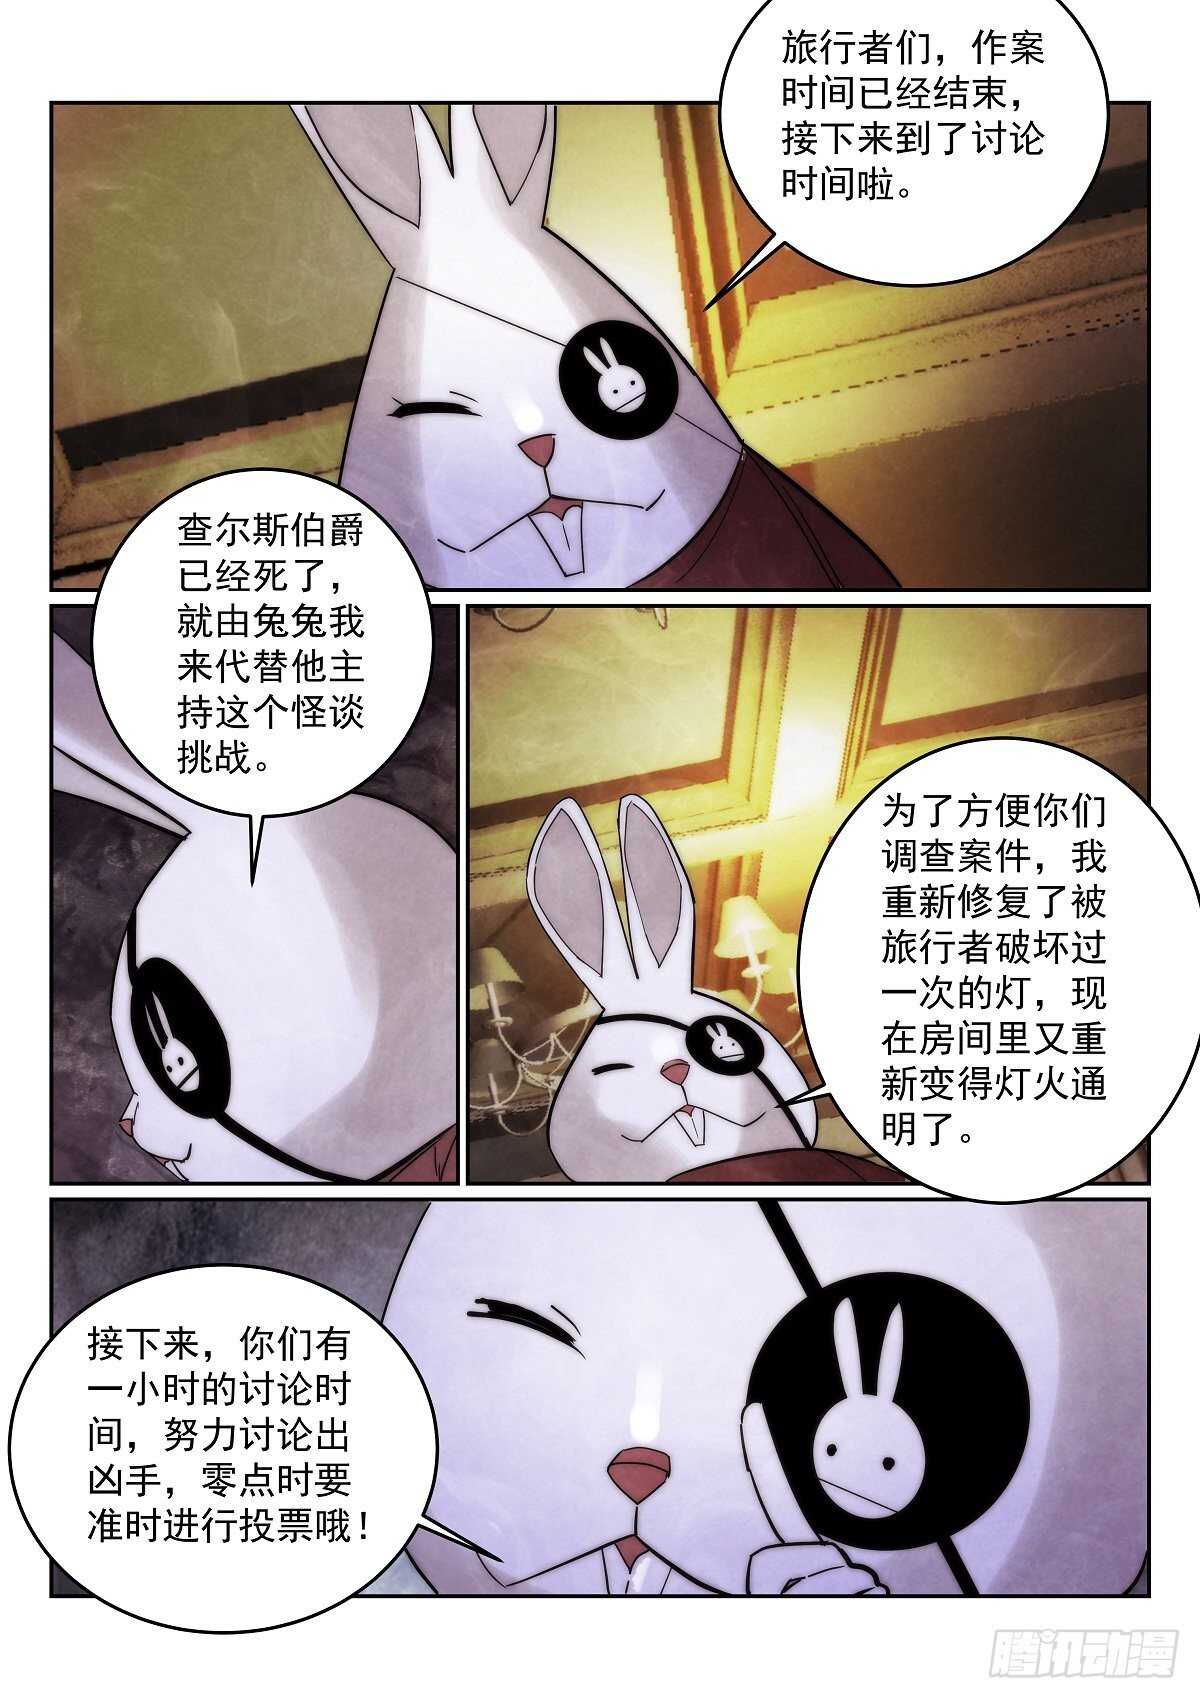 旅行者们，作案
时间已经结束，
接下来到了讨论
时间啦。
查尔斯伯爵
已经死了，
就由兔兔我
来代替他主
持这个怪谈
挑战。
为了方便你们
调查案件，我
重新修复了被
旅行者破坏过
一次的灯，现
在房间里又重
新变得灯火通
明了。
接下来，你们有
一小时的讨论时
间，努力讨论出
凶手，零点时要
准时进行投票哦！
腾讯动漫